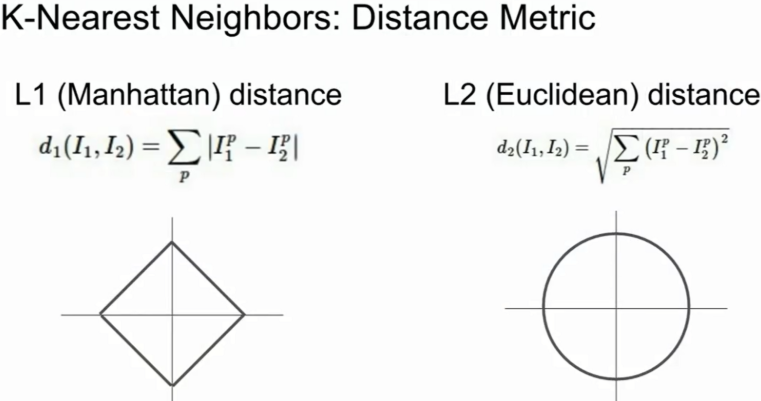 K-Nearest Neighbors: Distance Metric
L1 (Manhattan) distance
d₁(I₁, I₂) = ∑ₚ |I₁ᵖ − I₂ᵖ|
L2 (Euclidean) distance
d₂(I₁, I₂) = √(∑ₚ (I₁ᵖ − I₂ᵖ)²)